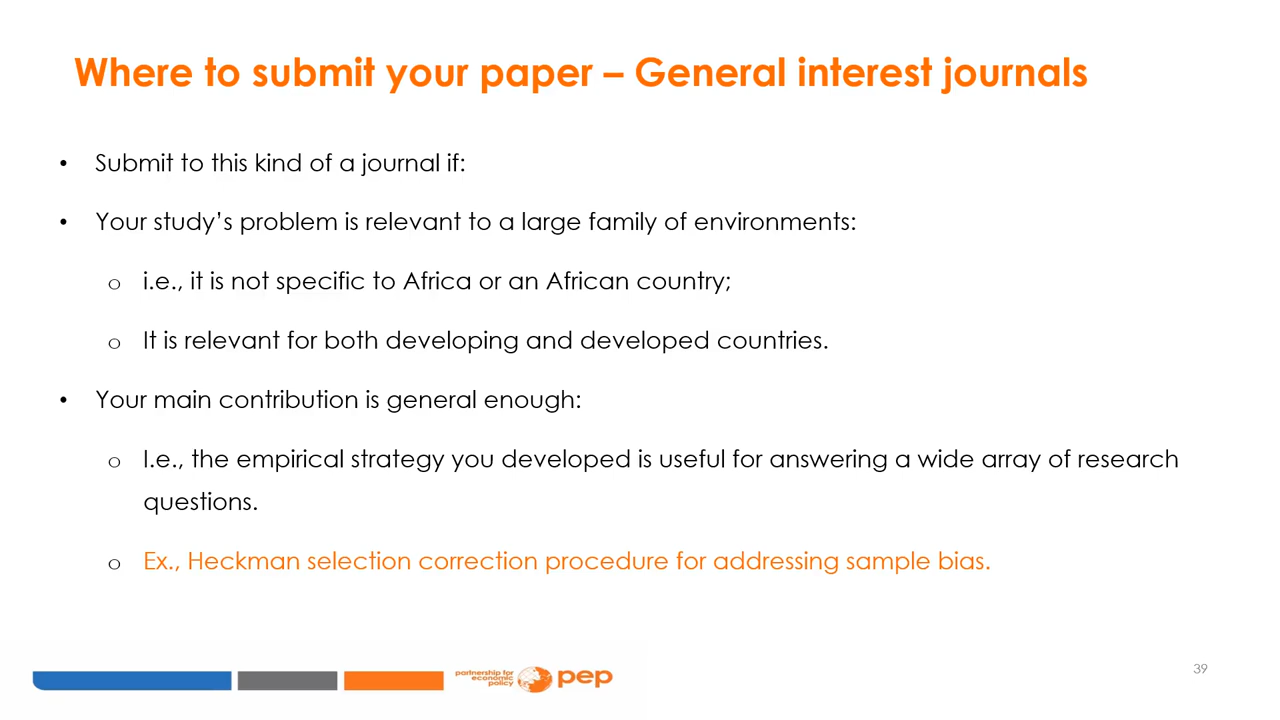 Where to submit your paper – General interest journals
• Submit to this kind of a journal if:
• Your study’s problem is relevant to a large family of environments:
o i.e., it is not specific to Africa or an African country;
o It is relevant for both developing and developed countries.
• Your main contribution is general enough:
o I.e., the empirical strategy you developed is useful for answering a wide array of research
questions.
o Ex., Heckman selection correction procedure for addressing sample bias.
partnership for
economic
policy
pep
39